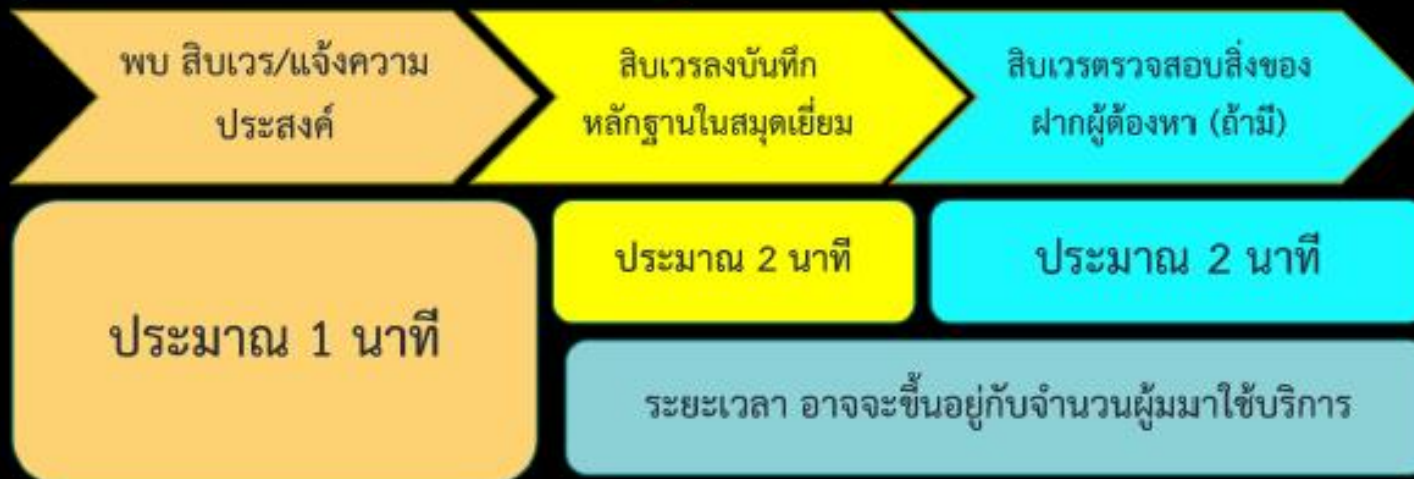 พบ สิบเวร/แจ้งความ
ประสงค์
สิบเวรลงบันทึก
หลักฐานในสมุดเยี่ยม
สิบเวรตรวจสอบสิ่งของ
ฝากผู้ต้องหา (ถ้ามี)
ประมาณ 1 นาที
ประมาณ 2 นาที
ประมาณ 2 นาที
ระยะเวลา อาจจะขึ้นอยู่กับจำนวนผู้มมาใช้บริการ